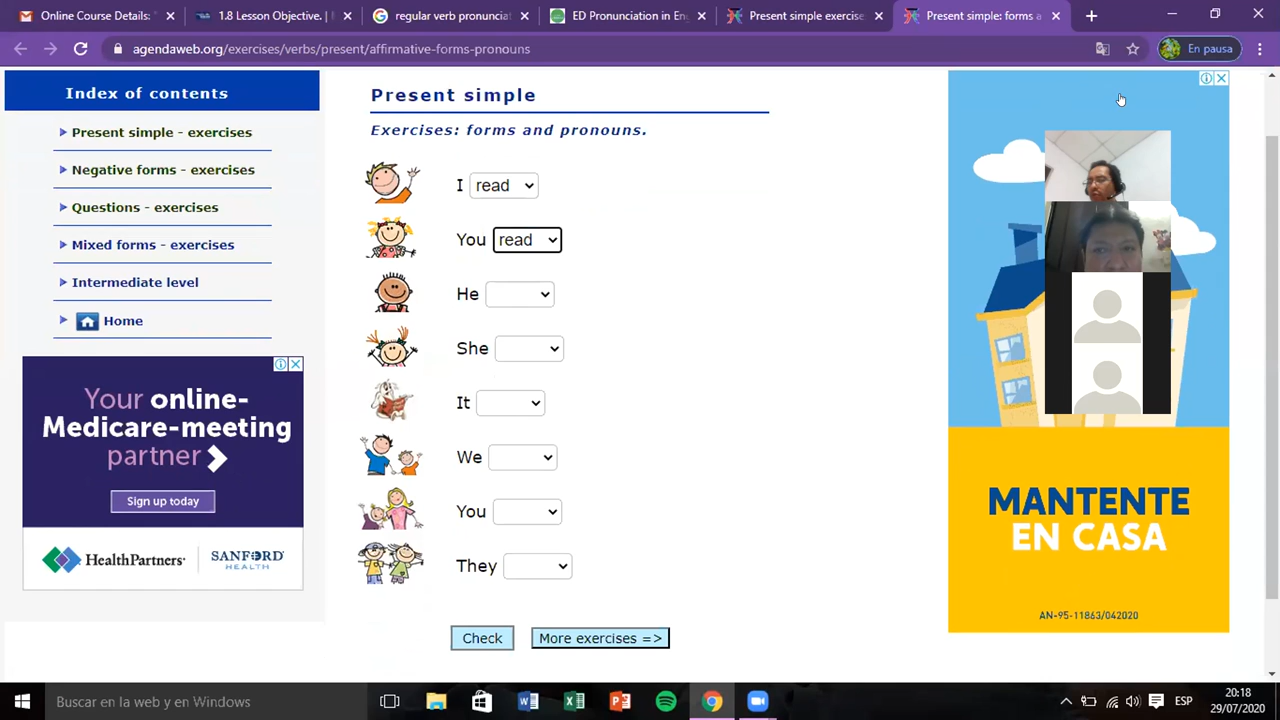 Online Course Details:
1.8 Lesson Objective.
regular verb pronunciat
ED Pronunciation in En
Present simple exercise
Present simple: forms a
agendaweb.org/exercises/verbs/present/affirmative-forms-pronouns
En pausa
Index of contents
Present simple - exercises
Negative forms - exercises
Questions - exercises
Mixed forms - exercises
Intermediate level
Home
Your online-
Medicare-meeting
partner
Sign up today
HealthPartners
SANFORD
HEALTH
Present simple
Exercises: forms and pronouns.
I read
You read
He
She
It
We
You
They
Check More exercises =>
MANTENTE
EN CASA
AN-95-11863/042020
Buscar en la web y en Windows
ESP
20:18
29/07/2020